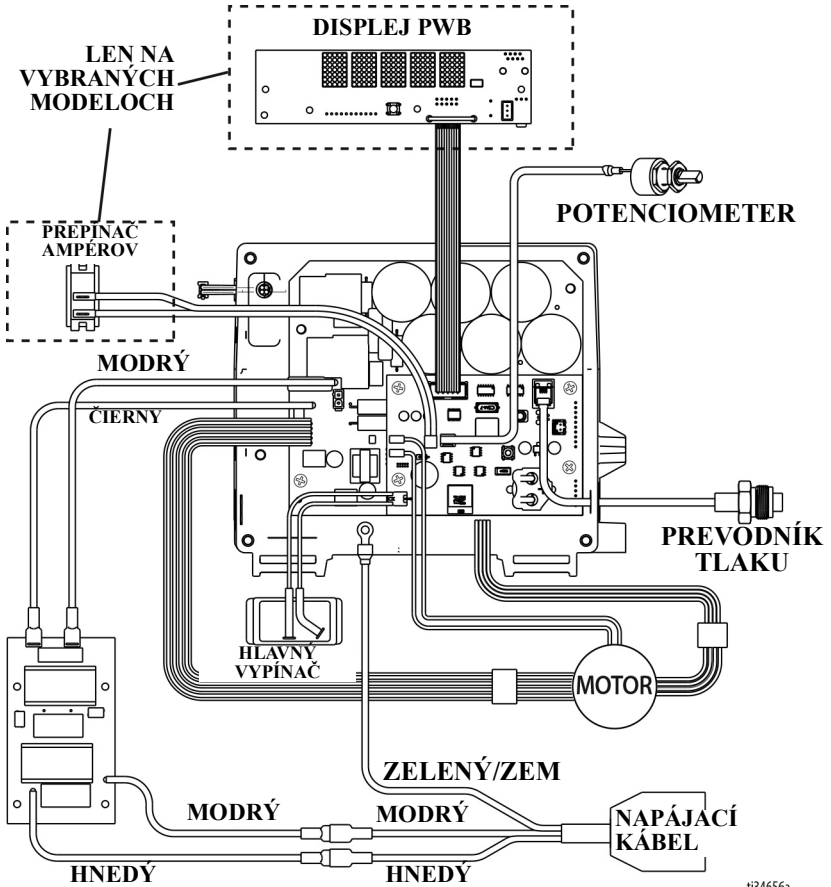 DISPLEJ PWB
LEN NA
VYBRANÝCH
MODELOCH
POTENCIOMETER
PREPÍNAČ
AMPÉROV
MODRÝ
ČIERNY
PREVODNÍK
TLAKU
HLAVNÝ
VYPÍNAČ
MOTOR
ZELENÝ/ZEM
MODRÝ
MODRÝ
NAPÁJACÍ
KÁBEL
HNEDÝ
HNEDÝ
ti34656a